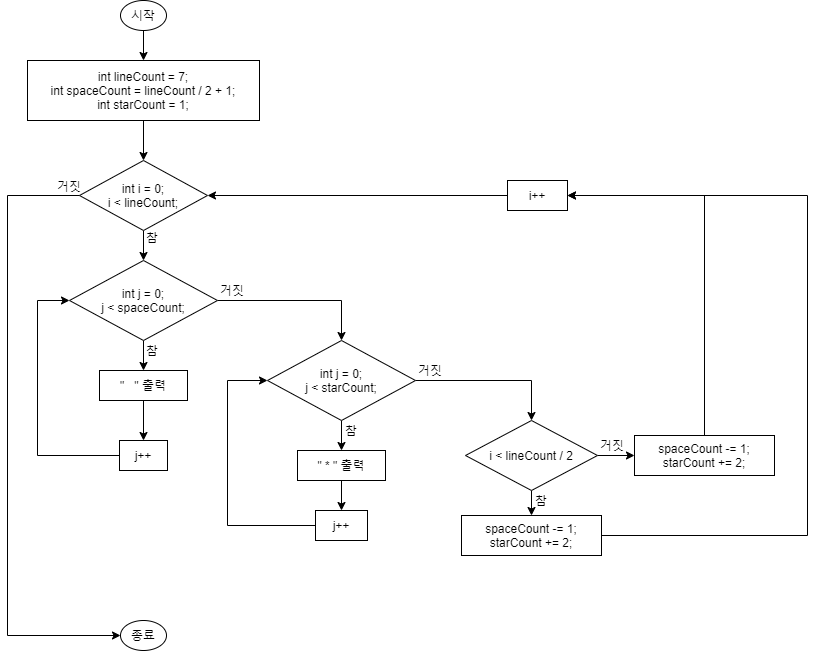 시작
int lineCount = 7;
int spaceCount = lineCount / 2 + 1;
int starCount = 1;
거짓
int i = 0;
i < lineCount;
i++
참
int j = 0;
j < spaceCount;
거짓
참
" " 출력
j++
int j = 0;
j < starCount;
거짓
참
" * " 출력
j++
i < lineCount / 2
거짓
spaceCount -= 1;
starCount += 2;
참
spaceCount -= 1;
starCount += 2;
종료